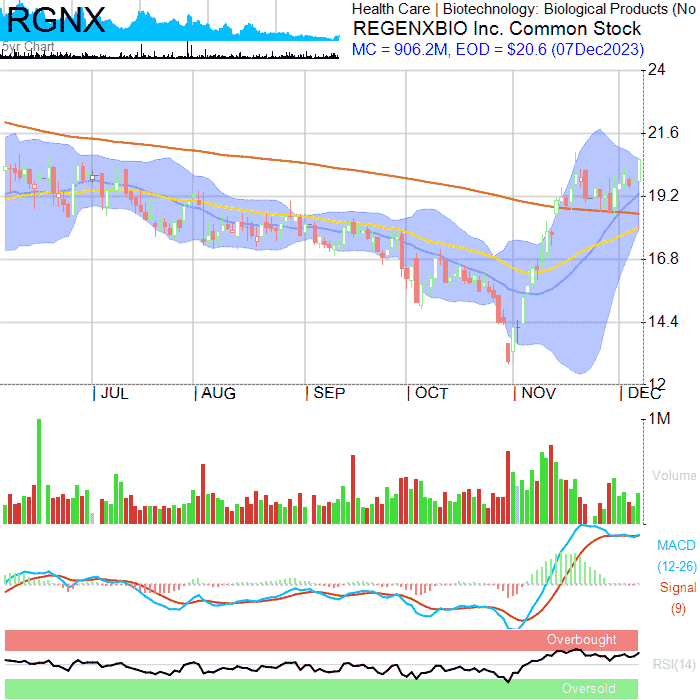 RGNX
Health Care | Biotechnology: Biological Products (No
REGENXBIO Inc. Common Stock
5yr Chart
MC = 906.2M, EOD = $20.6 (07Dec2023)
24
21.6
19.2
16.8
14.4
12
| JUL | AUG | SEP | OCT | NOV | DEC
1M
Volume
MACD
(12-26)
Signal
(9)
Overbought
RSI(14)
Oversold